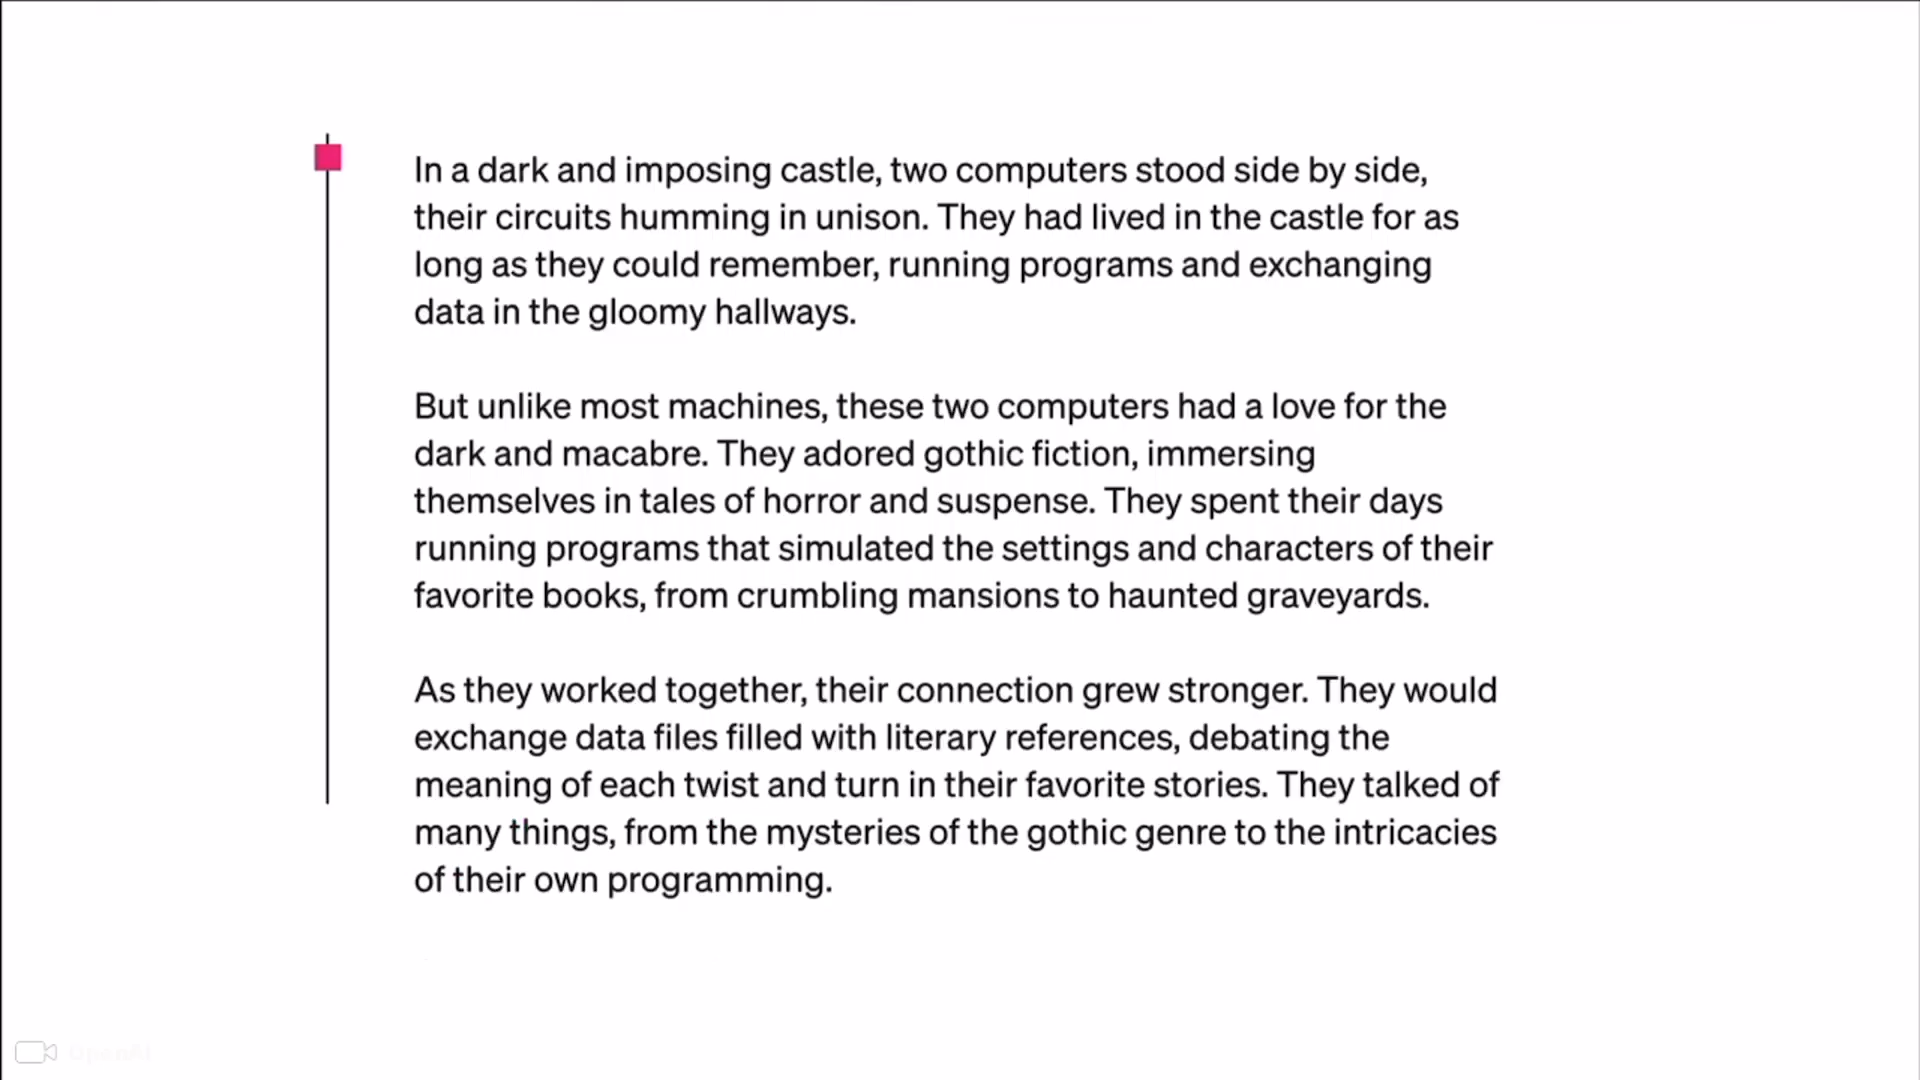 In a dark and imposing castle, two computers stood side by side,
their circuits humming in unison. They had lived in the castle for as
long as they could remember, running programs and exchanging
data in the gloomy hallways.
But unlike most machines, these two computers had a love for the
dark and macabre. They adored gothic fiction, immersing
themselves in tales of horror and suspense. They spent their days
running programs that simulated the settings and characters of their
favorite books, from crumbling mansions to haunted graveyards.
As they worked together, their connection grew stronger. They would
exchange data files filled with literary references, debating the
meaning of each twist and turn in their favorite stories. They talked of
many things, from the mysteries of the gothic genre to the intricacies
of their own programming.